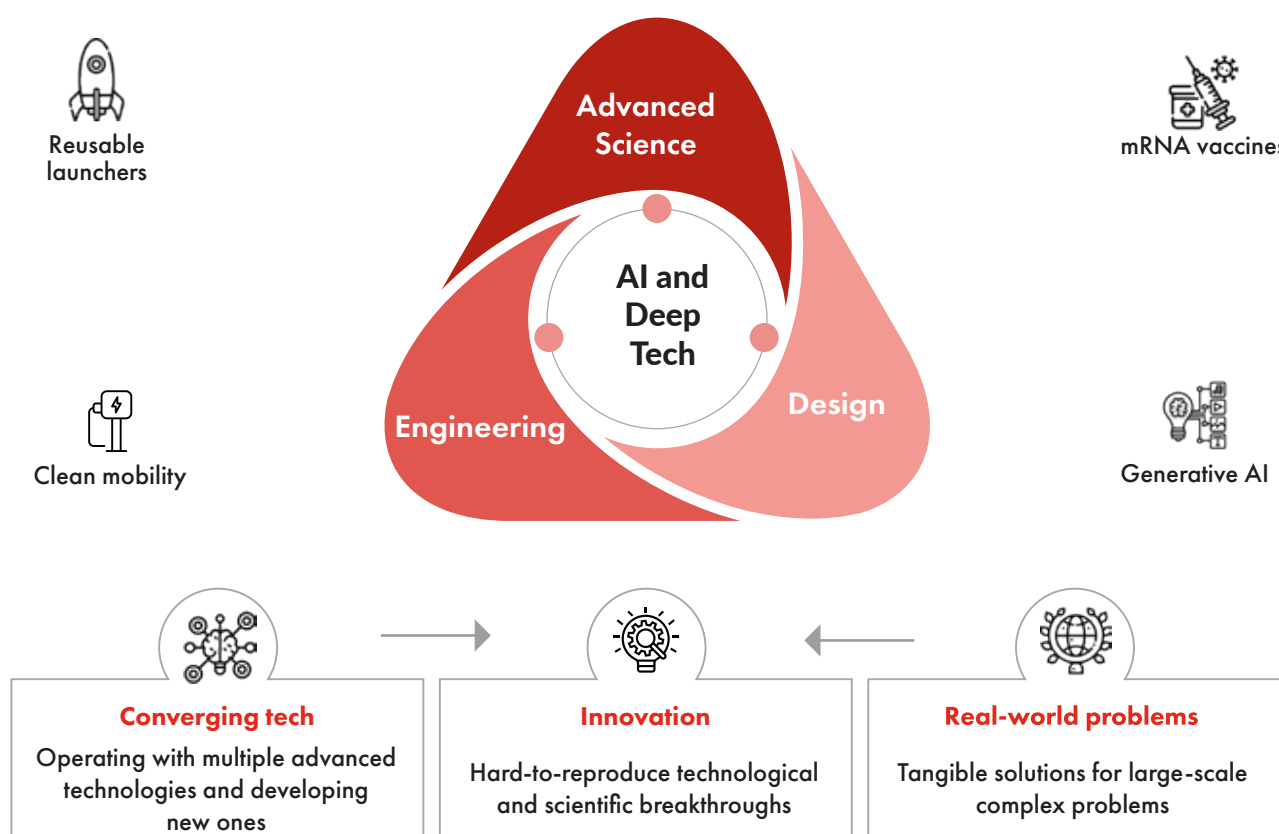 Reusable
launchers
Advanced
Science
mRNA vaccines
AI and
Deep
Tech
Engineering
Design
Clean mobility
Generative AI
Converging tech
Operating with multiple advanced
technologies and developing
new ones
Innovation
Hard-to-reproduce technological
and scientific breakthroughs
Real-world problems
Tangible solutions for large-scale
complex problems